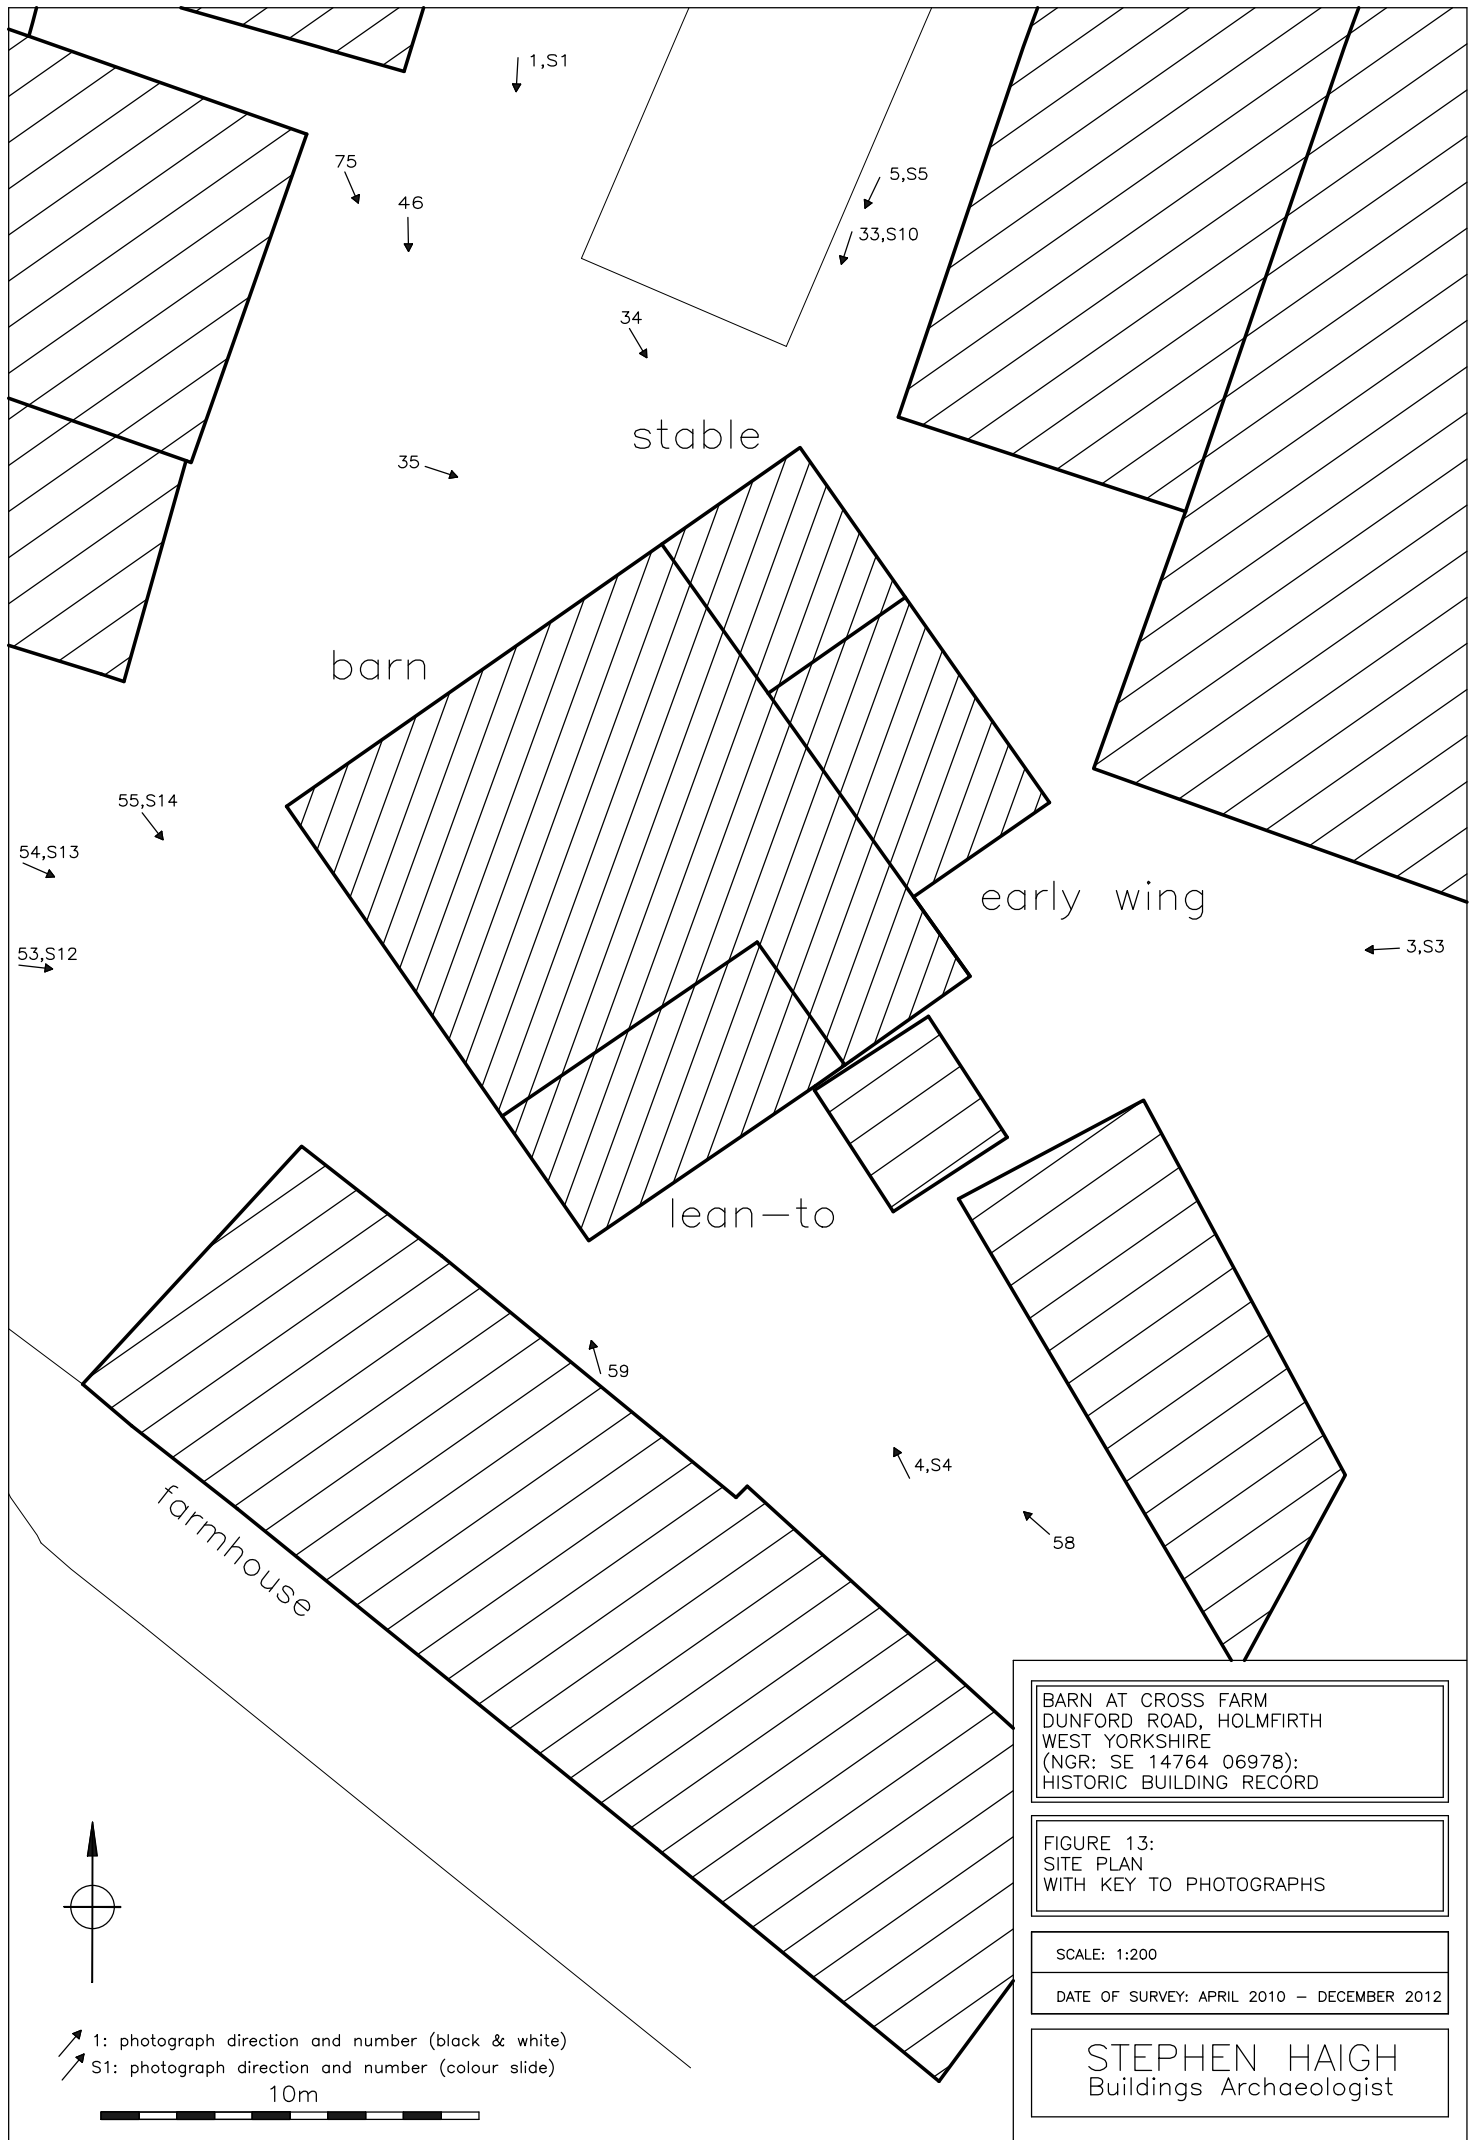 1,S1
75
46
5,S5
33,S10
34
stable
35
barn
55,S14
54,S13
early wing
3,S3
53,S12
lean-to
59
4,S4
58
farmhouse
BARN AT CROSS FARM
DUNFORD ROAD, HOLMFIRTH
WEST YORKSHIRE
(NGR: SE 14764 06978):
HISTORIC BUILDING RECORD
FIGURE 13:
SITE PLAN
WITH KEY TO PHOTOGRAPHS
SCALE: 1:200
DATE OF SURVEY: APRIL 2010 – DECEMBER 2012
STEPHEN HAIGH
Buildings Archaeologist
1: photograph direction and number (black & white)
S1: photograph direction and number (colour slide)
10m